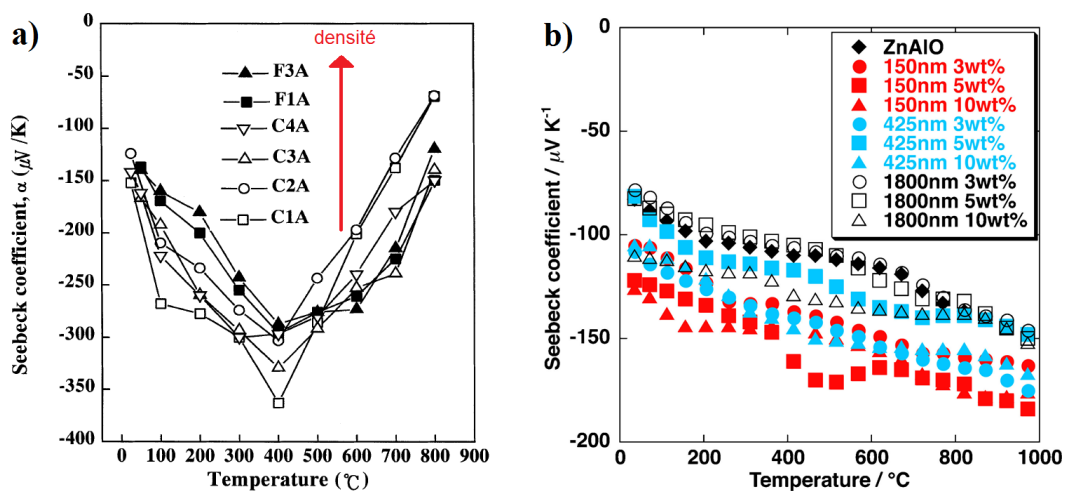 a)
densité
F3A
F1A
C4A
C3A
C2A
C1A
Seebeck coefficient, α (μV /K)
0
-50
-100
-150
-200
-250
-300
-350
-400
0 100 200 300 400 500 600 700 800 900
Temperature (℃)
b)
ZnAlO
150nm 3wt%
150nm 5wt%
150nm 10wt%
425nm 3wt%
425nm 5wt%
425nm 10wt%
1800nm 3wt%
1800nm 5wt%
1800nm 10wt%
Seebeck coefficient / μV K⁻¹
0
-50
-100
-150
-200
0 200 400 600 800 1000
Temperature / °C